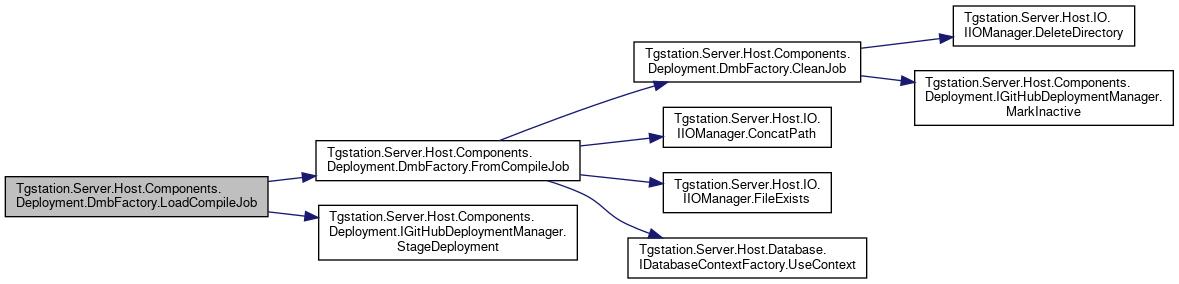 Tgstation.Server.Host.Components.
Deployment.DmbFactory.LoadCompileJob
Tgstation.Server.Host.Components.
Deployment.DmbFactory.FromCompileJob
Tgstation.Server.Host.Components.
Deployment.IGitHubDeploymentManager.
StageDeployment
Tgstation.Server.Host.Components.
Deployment.DmbFactory.CleanJob
Tgstation.Server.Host.IO.
IIOManager.ConcatPath
Tgstation.Server.Host.IO.
IIOManager.FileExists
Tgstation.Server.Host.Database.
IDatabaseContextFactory.UseContext
Tgstation.Server.Host.IO.
IIOManager.DeleteDirectory
Tgstation.Server.Host.Components.
Deployment.IGitHubDeploymentManager.
MarkInactive